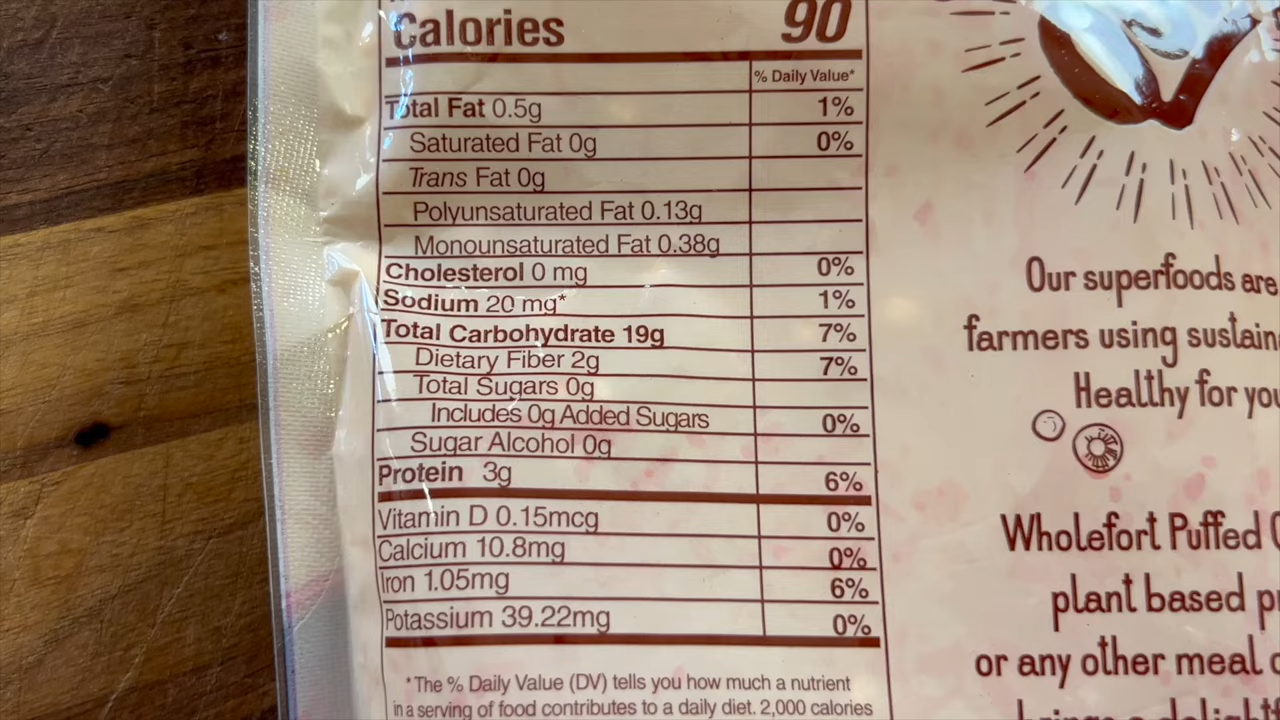 Calories 90
% Daily Value*
Total Fat 0.5g 1%
Saturated Fat 0g 0%
Trans Fat 0g
Polyunsaturated Fat 0.13g
Monounsaturated Fat 0.38g
Cholesterol 0 mg 0%
Sodium 20 mg* 1%
Total Carbohydrate 19g 7%
Dietary Fiber 2g 7%
Total Sugars 0g
Includes 0g Added Sugars 0%
Sugar Alcohol 0g
Protein 3g 6%
Vitamin D 0.15mcg 0%
Calcium 10.8mg 0%
Iron 1.05mg 6%
Potassium 39.22mg 0%
*The % Daily Value (DV) tells you how much a nutrient
in a serving of food contributes to a daily diet. 2,000 calories
Our superfoods are
farmers using sustain
Healthy for you
Wholefort Puffed
plant based
or any other meal